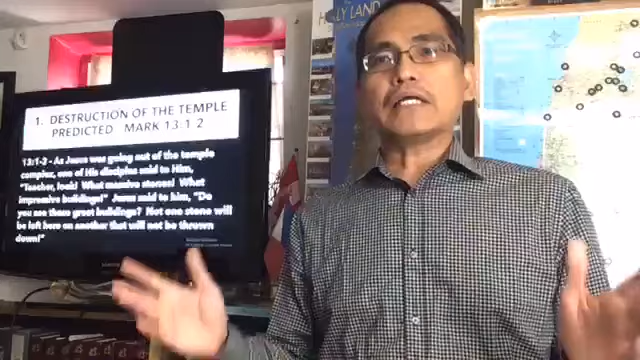 1. DESTRUCTION OF THE TEMPLE
PREDICTED MARK 13:1 2
13:1-2 - As Jesus was going out of the temple
complex, one of His disciples said to Him,
"Teacher, look! What massive stones! What
impressive buildings!" Jesus said to him, "Do
you see these great buildings? Not one stone will
be left here on another that will not be thrown
down!"
HOLY LAND